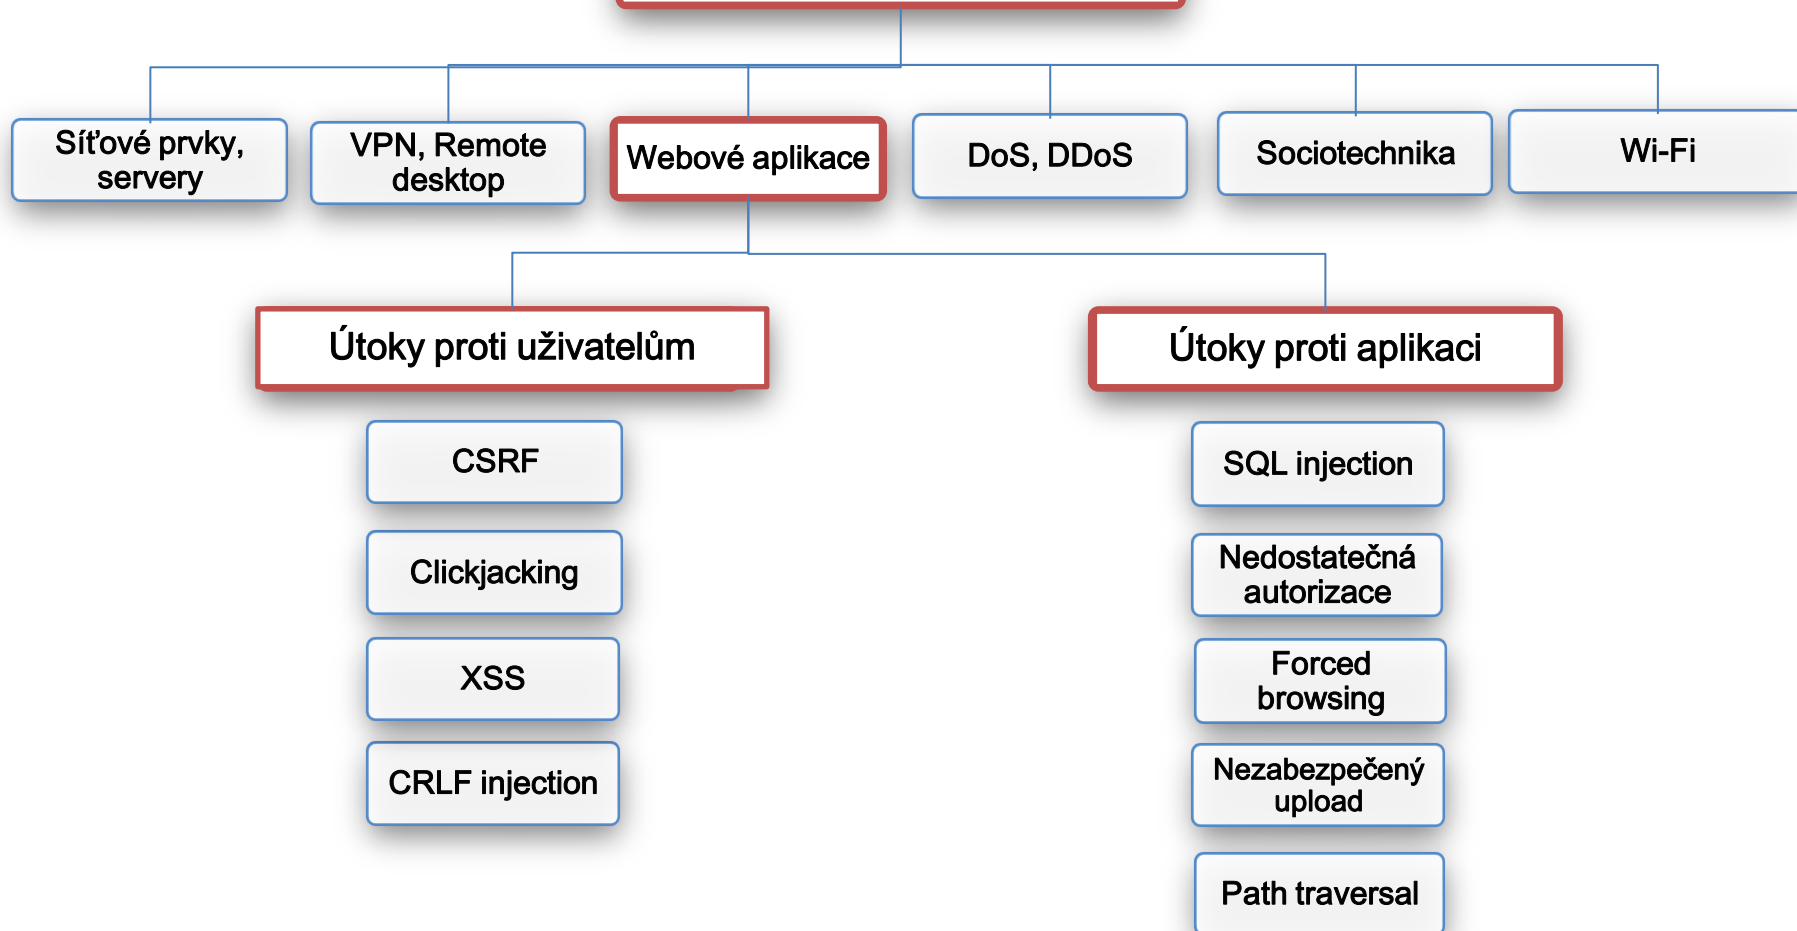 Síťové prvky,
servery
VPN, Remote
desktop
Webové aplikace
DoS, DDoS
Sociotechnika
Wi-Fi
Útoky proti uživatelům
CSRF
Clickjacking
XSS
CRLF injection
Útoky proti aplikaci
SQL injection
Nedostatečná
autorizace
Forced
browsing
Nezabezpečený
upload
Path traversal